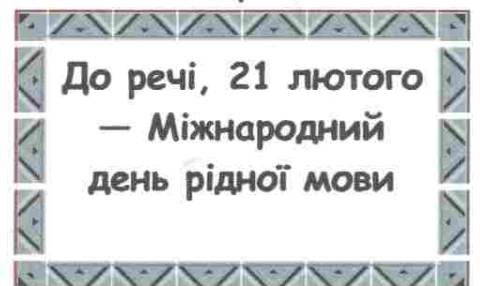 До речі, 21 лютого
— Міжнародний
день рідної мови